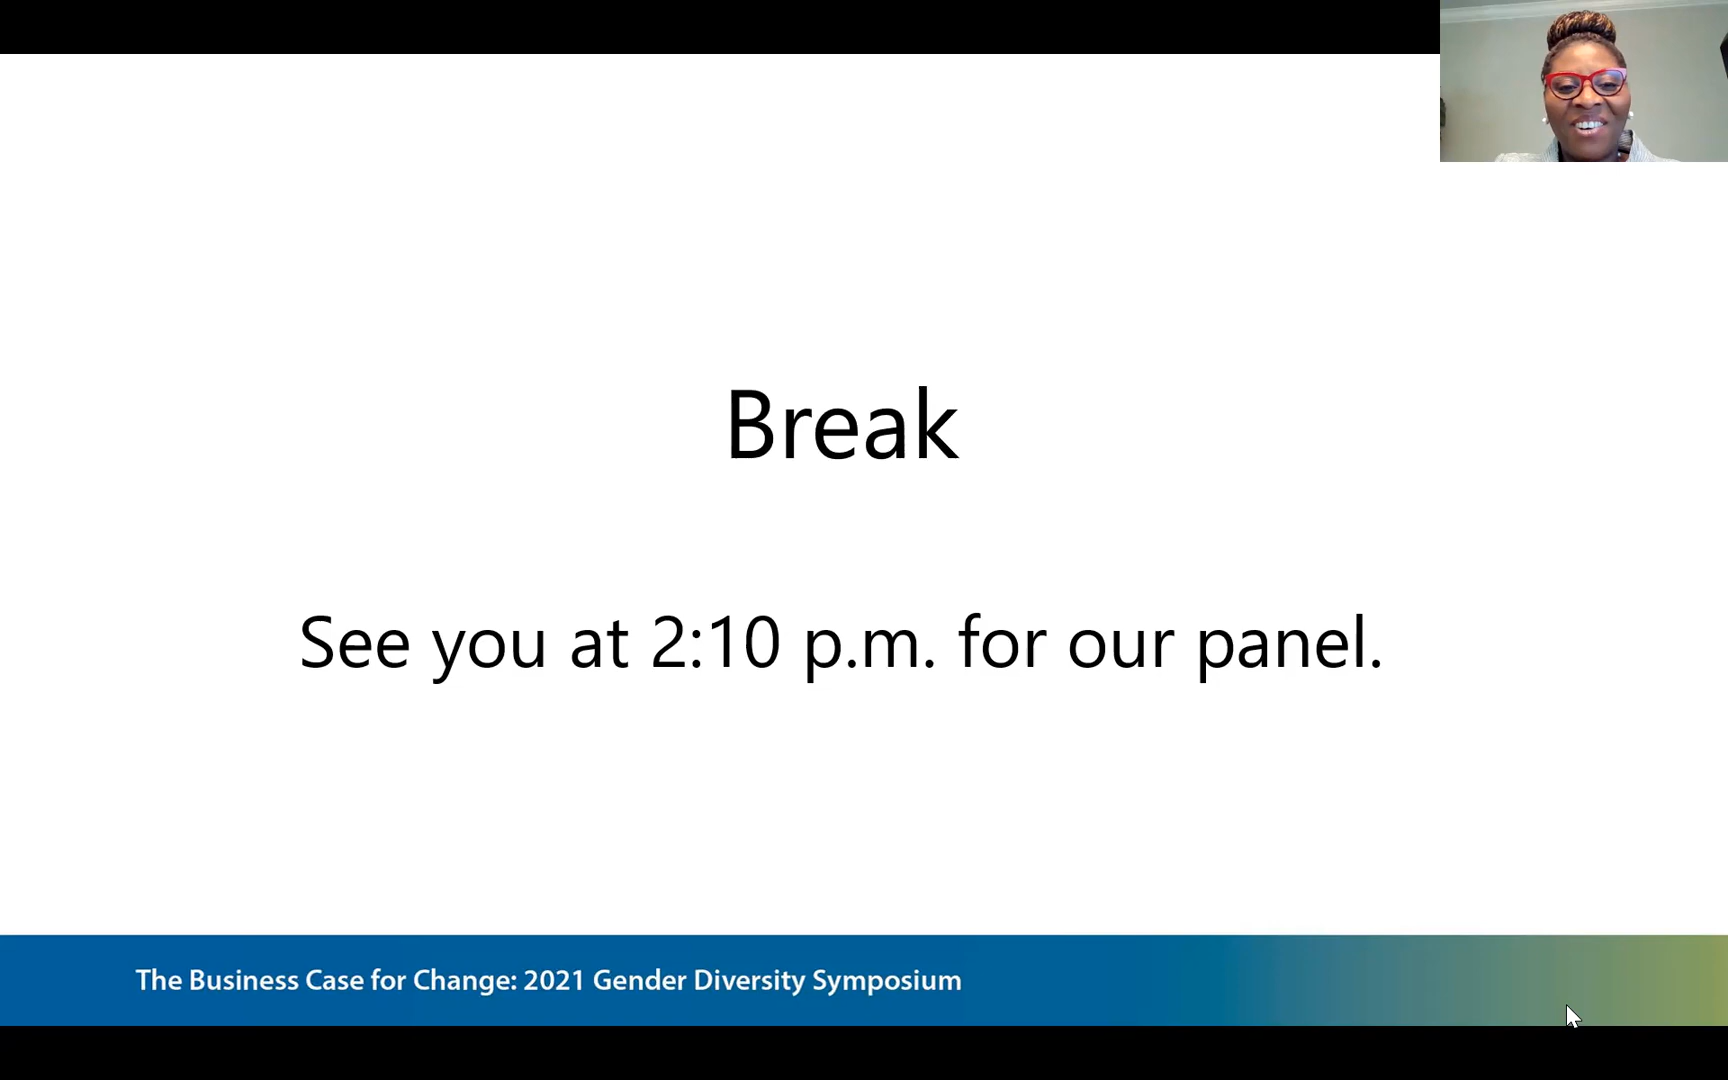 Break
See you at 2:10 p.m. for our panel.
The Business Case for Change: 2021 Gender Diversity Symposium